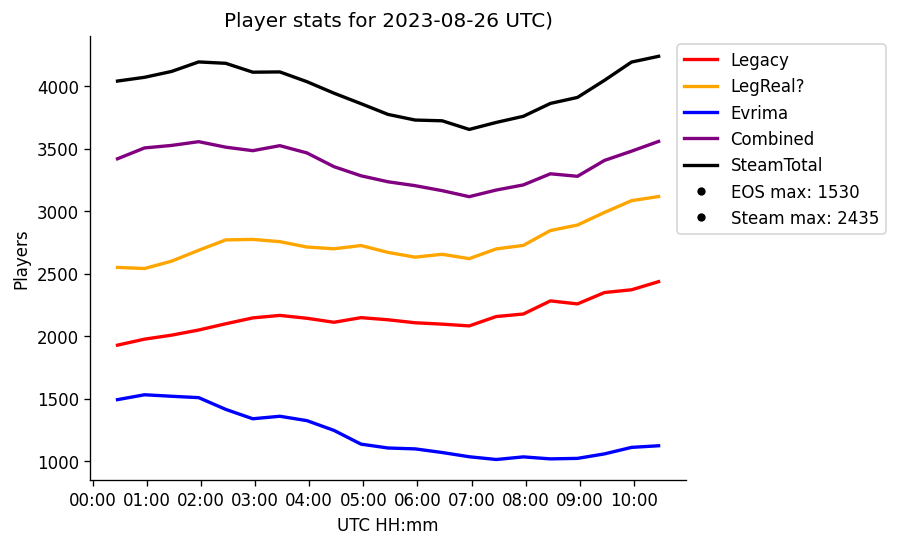 Player stats for 2023-08-26 UTC)
Legacy
LegReal?
Evrima
Combined
SteamTotal
EOS max: 1530
Steam max: 2435
4000
3500
3000
2500
2000
1500
1000
Players
00:00 01:00 02:00 03:00 04:00 05:00 06:00 07:00 08:00 09:00 10:00
UTC HH:mm